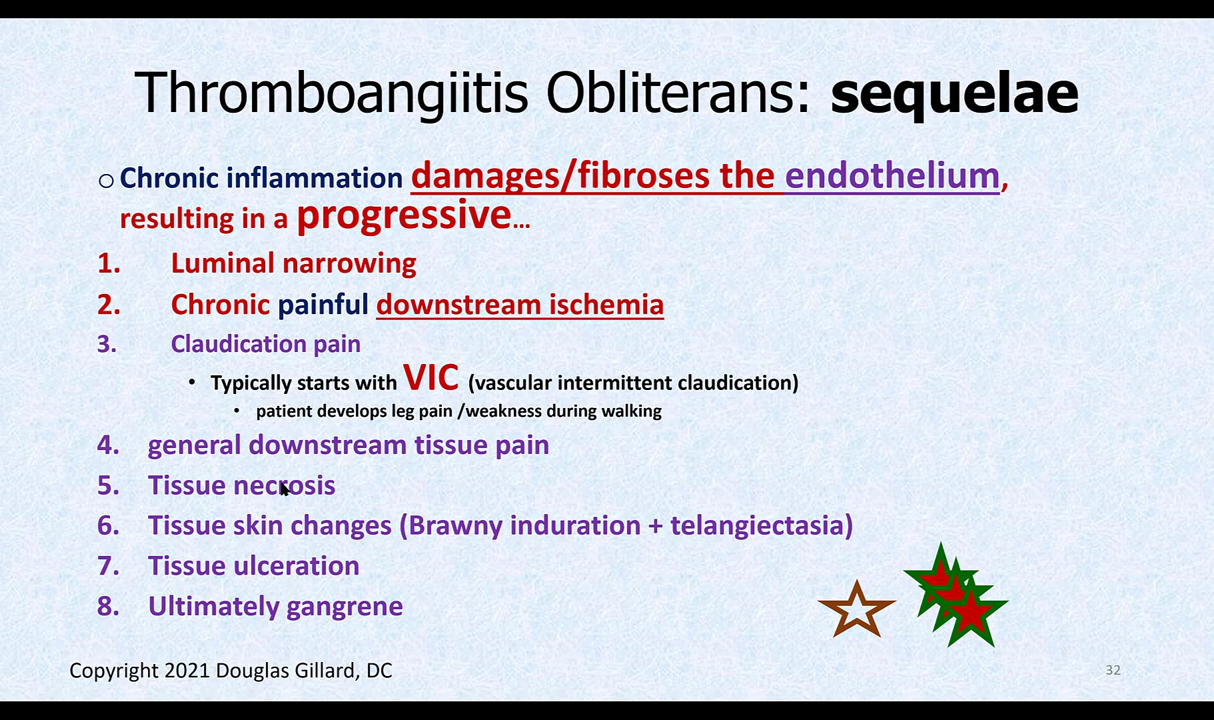 Thromboangiitis Obliterans: sequelae
○ Chronic inflammation damages/fibroses the endothelium,
resulting in a progressive...
1. Luminal narrowing
2. Chronic painful downstream ischemia
3. Claudication pain
• Typically starts with VIC (vascular intermittent claudication)
• patient develops leg pain /weakness during walking
4. general downstream tissue pain
5. Tissue necrosis
6. Tissue skin changes (Brawny induration + telangiectasia)
7. Tissue ulceration
8. Ultimately gangrene
Copyright 2021 Douglas Gillard, DC
32